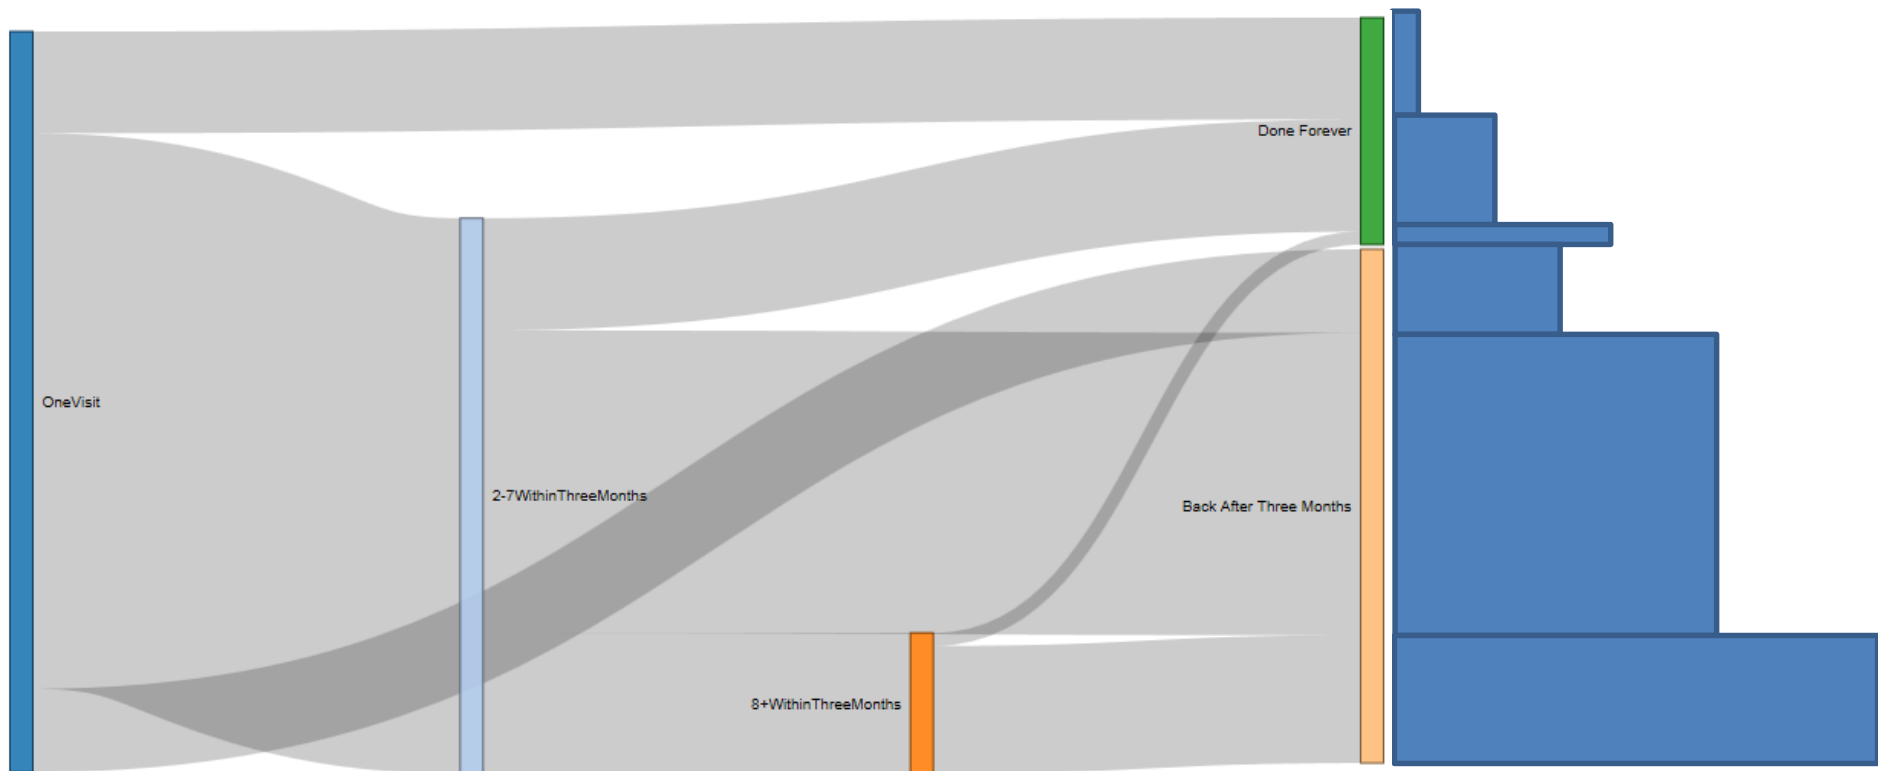 Done Forever
OneVisit
2-7WithinThreeMonths
Back After Three Months
8+WithinThreeMonths